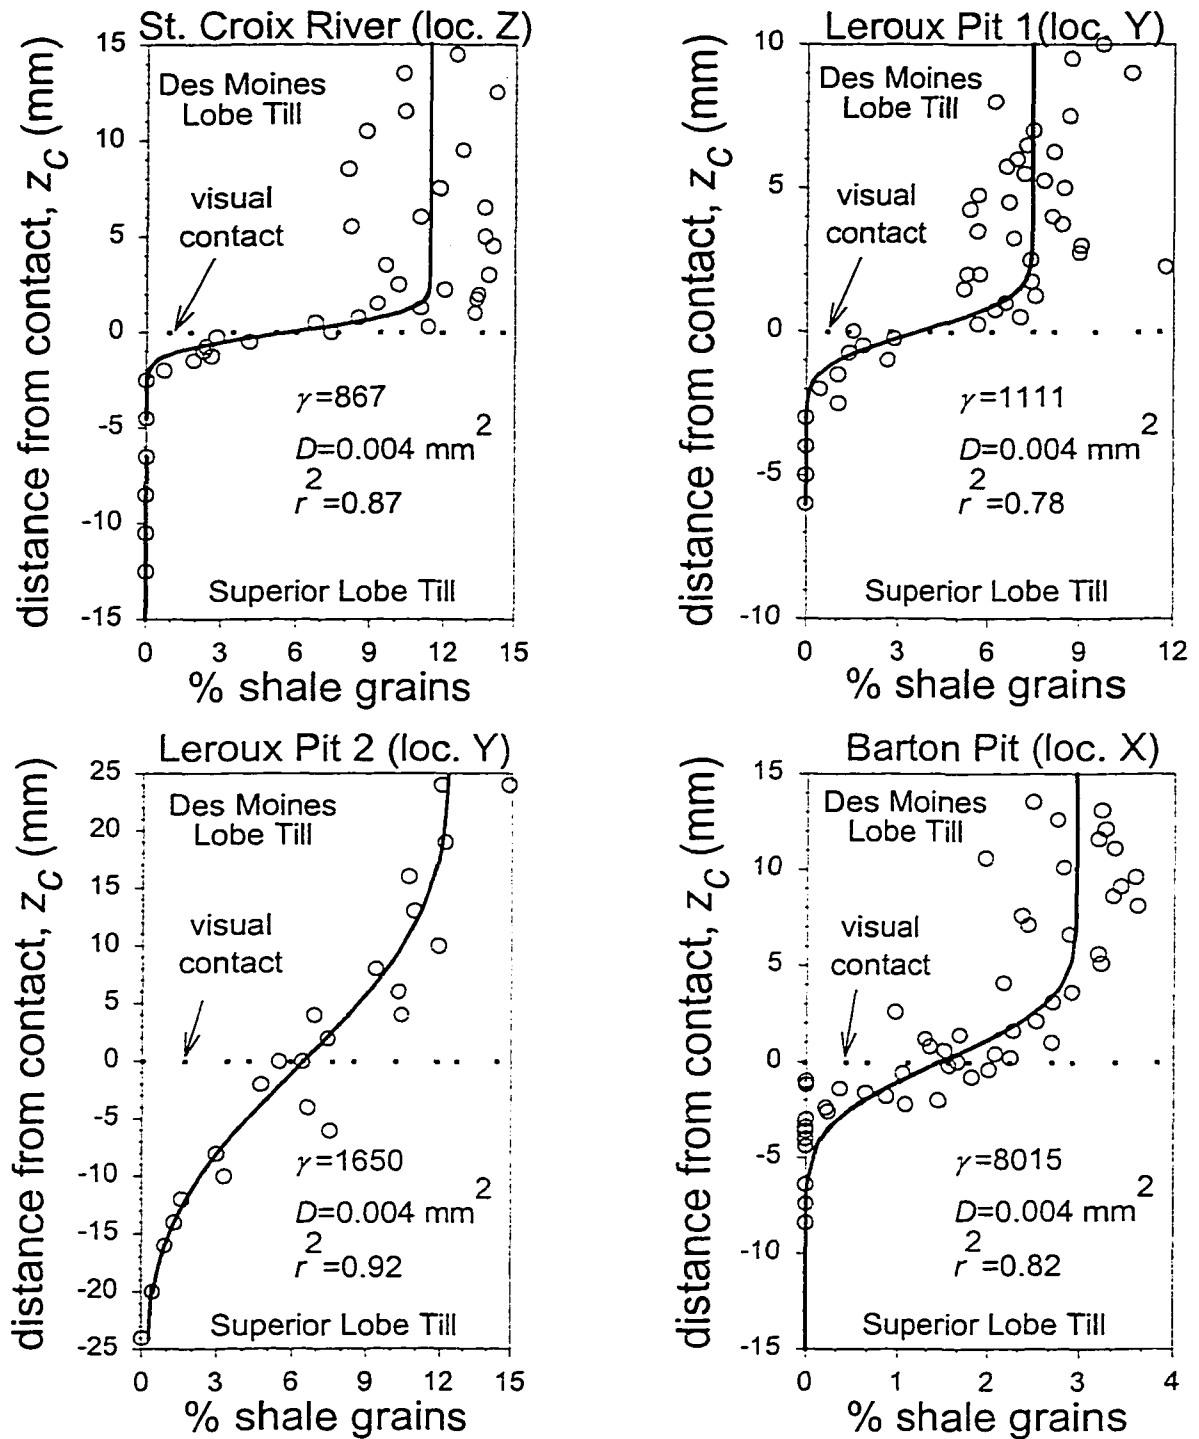 St. Croix River (loc. Z)
15
10
5
0
-5
-10
-15
distance from contact, zC (mm)
Des Moines
Lobe Till
visual
contact
γ=867
D=0.004 mm2
r2=0.87
Superior Lobe Till
0 3 6 9 12 15
% shale grains
Leroux Pit 1(loc. Y)
10
5
0
-5
-10
distance from contact, zC (mm)
Des Moines
Lobe Till
visual
contact
γ=1111
D=0.004 mm2
r2=0.78
Superior Lobe Till
0 3 6 9 12
% shale grains
Leroux Pit 2 (loc. Y)
25
20
15
10
5
0
-5
-10
-15
-20
-25
distance from contact, zC (mm)
Des Moines
Lobe Till
visual
contact
γ=1650
D=0.004 mm2
r2=0.92
Superior Lobe Till
0 3 6 9 12 15
% shale grains
Barton Pit (loc. X)
15
10
5
0
-5
-10
-15
distance from contact, zC (mm)
Des Moines
Lobe Till
visual
contact
γ=8015
D=0.004 mm2
r2=0.82
Superior Lobe Till
0 1 2 3 4
% shale grains